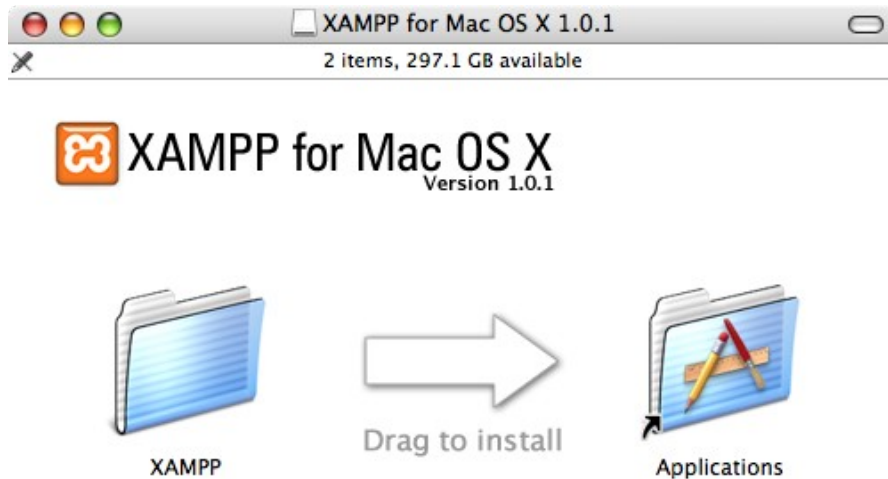 XAMPP for Mac OS X 1.0.1
2 items, 297.1 GB available
XAMPP for Mac OS X
Version 1.0.1
Drag to install
XAMPP
Applications